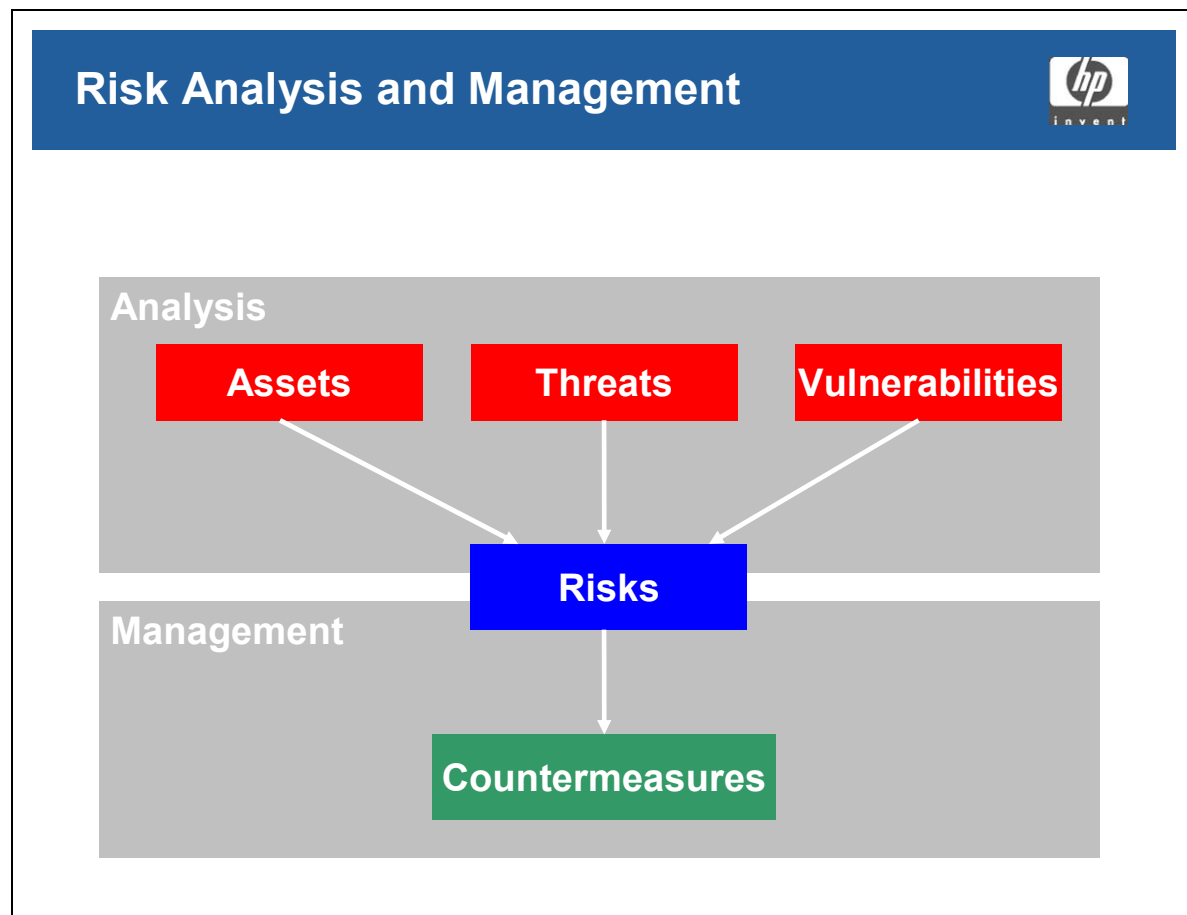 Risk Analysis and Management
hp
invent
Analysis
Assets
Threats
Vulnerabilities
Risks
Management
Countermeasures